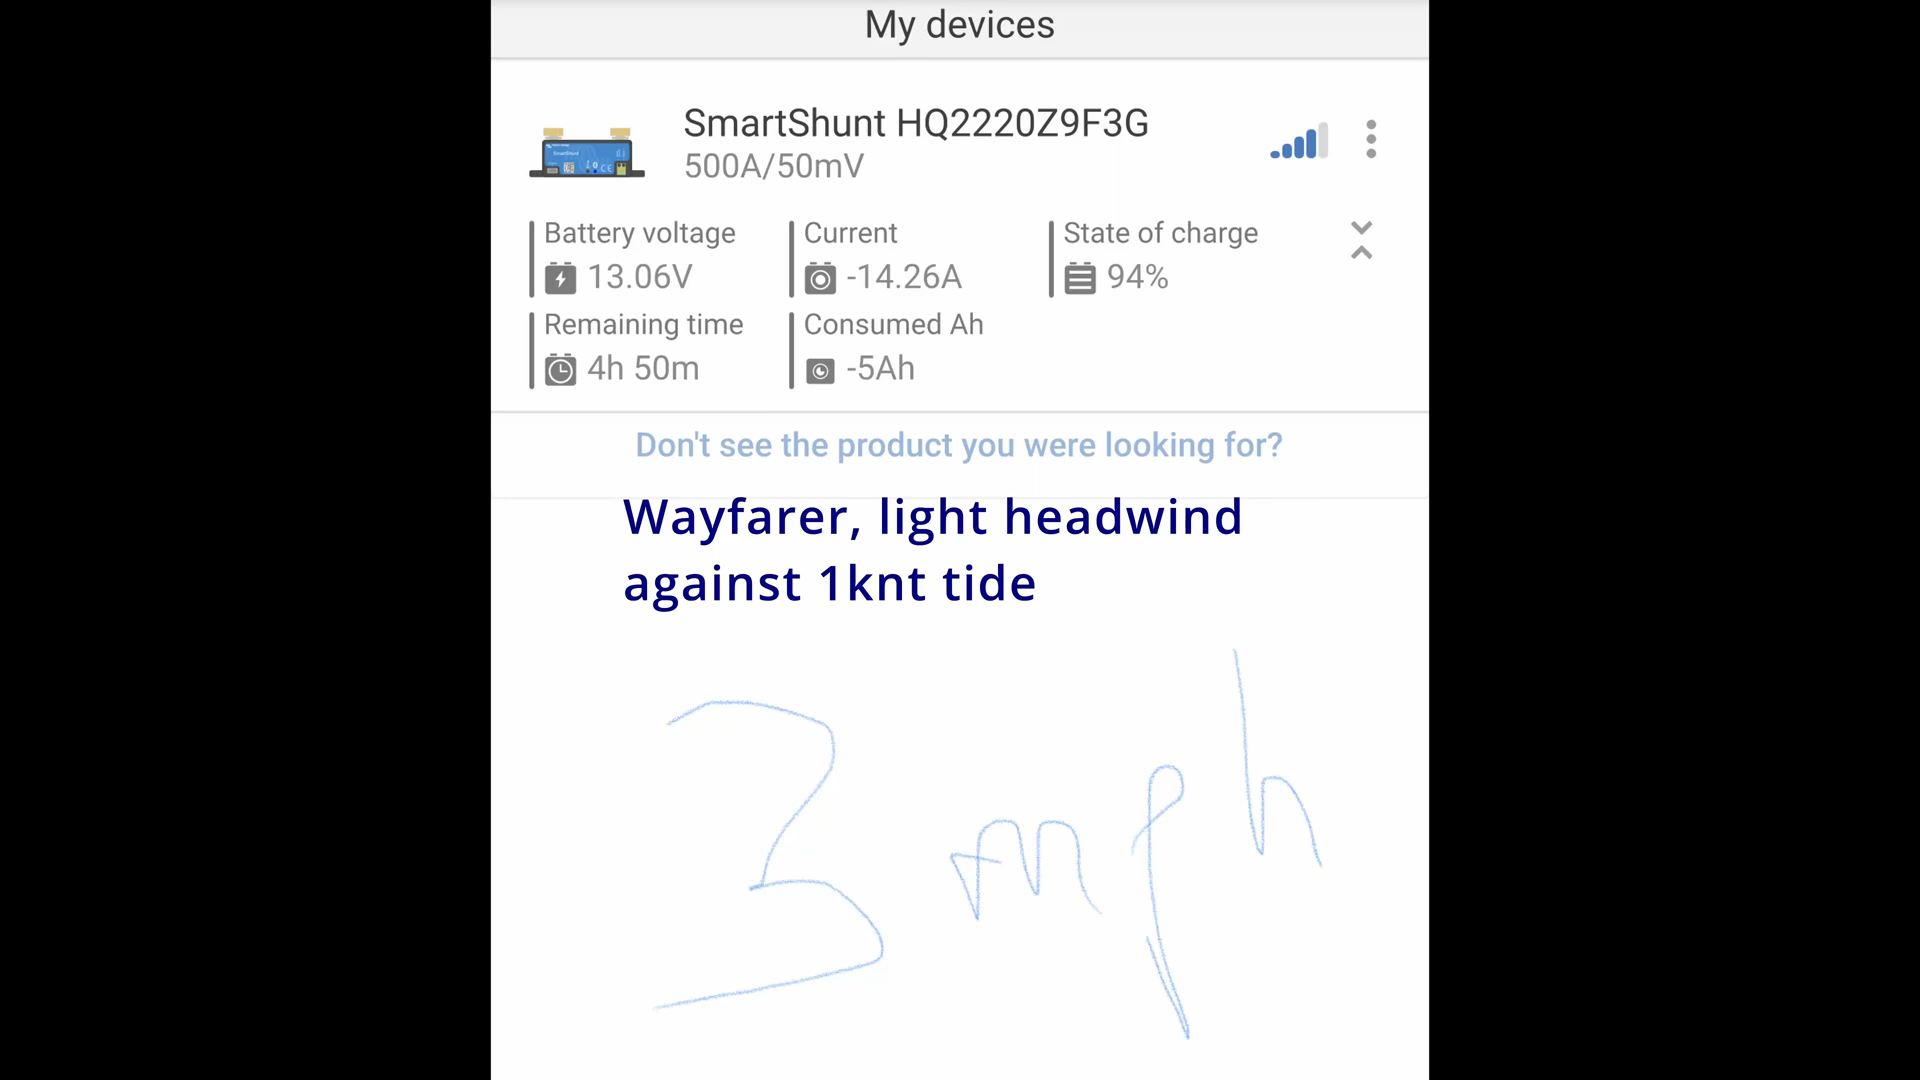 My devices
SmartShunt HQ2220Z9F3G
500A/50mV
Battery voltage
13.06V
Current
-14.26A
State of charge
94%
Remaining time
4h 50m
Consumed Ah
-5Ah
Don't see the product you were looking for?
Wayfarer, light headwind
against 1knt tide
3 mph